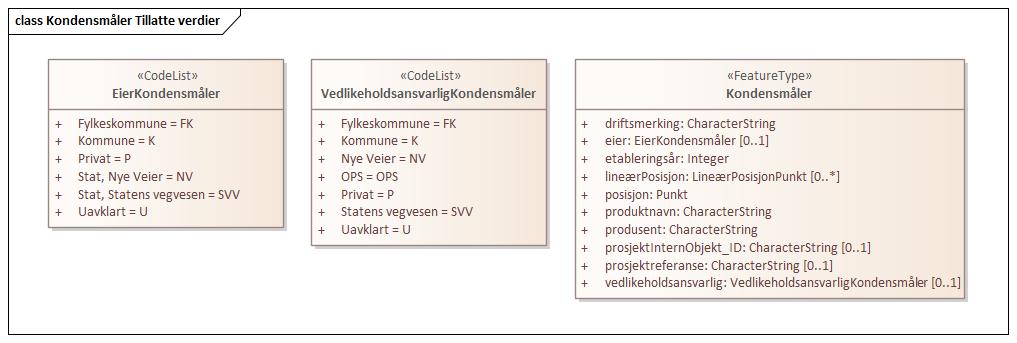 class Kondensmåler Tillatte verdier
«CodeList»
EierKondensmåler
+ Fylkeskommune = FK
+ Kommune = K
+ Privat = P
+ Stat, Nye Veier = NV
+ Stat, Statens vegvesen = SVV
+ Uavklart = U
«CodeList»
VedlikeholdsansvarligKondensmåler
+ Fylkeskommune = FK
+ Kommune = K
+ Nye Veier = NV
+ OPS = OPS
+ Privat = P
+ Statens vegvesen = SVV
+ Uavklart = U
«FeatureType»
Kondensmåler
+ driftsmerking: CharacterString
+ eier: EierKondensmåler [0..1]
+ etableringsår: Integer
+ lineærPosisjon: LineærPosisjonPunkt [0..*]
+ posisjon: Punkt
+ produktnavn: CharacterString
+ produsent: CharacterString
+ prosjektInternObjekt_ID: CharacterString [0..1]
+ prosjektreferanse: CharacterString [0..1]
+ vedlikeholdsansvarlig: VedlikeholdsansvarligKondensmåler [0..1]